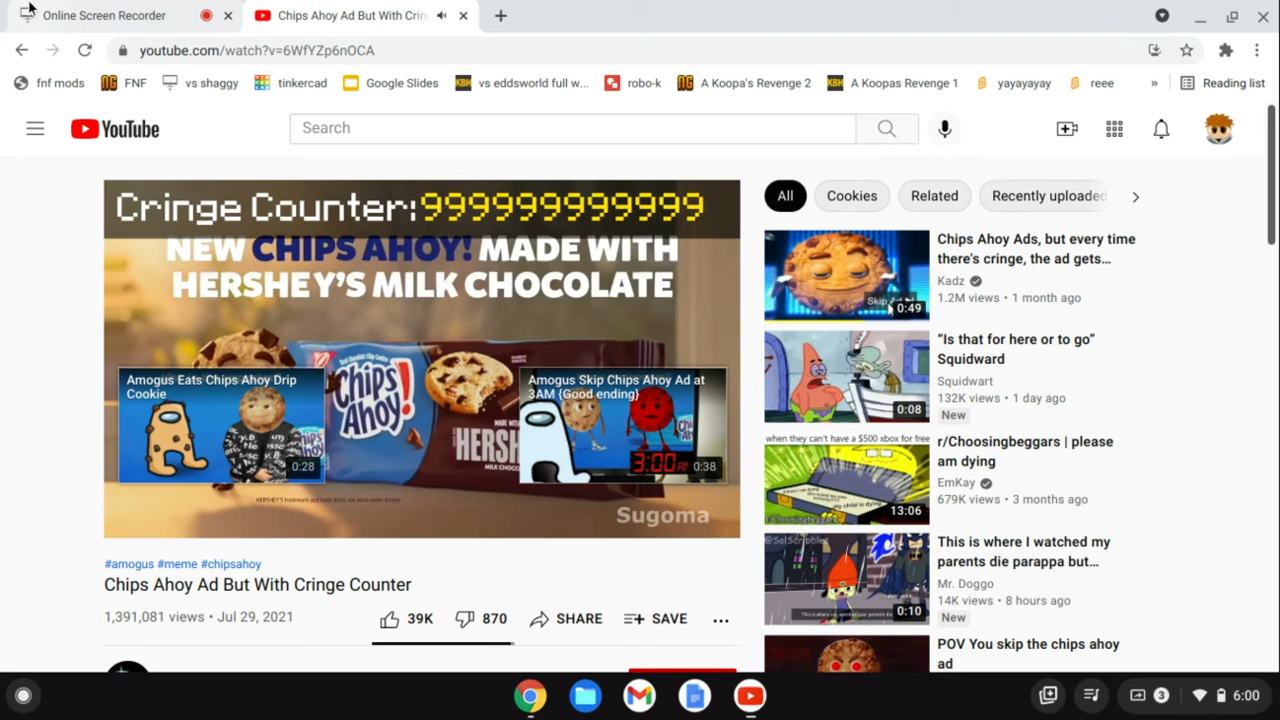 Online Screen Recorder
Chips Ahoy Ad But With Crin
youtube.com/watch?v=6WfYZp6nOCA
fnf mods
FNF
vs shaggy
tinkercad
Google Slides
KBH
vs eddsworld full w...
robo-k
A Koopa's Revenge 2
KBH
A Koopas Revenge 1
yayayayay
reee
»
Reading list
YouTube
Search
Cringe Counter:999999999999
NEW CHIPS AHOY! MADE WITH
HERSHEY'S MILK CHOCOLATE
Amogus Eats Chips Ahoy Drip
Cookie
0:28
Chips
Ahoy!
Amogus Skip Chips Ahoy Ad at
3AM {Good ending}
3:00
0:38
Sugoma
#amogus #meme #chipsahoy
Chips Ahoy Ad But With Cringe Counter
1,391,081 views • Jul 29, 2021
39K
870
SHARE
SAVE
All
Cookies
Related
Recently uploaded
Chips Ahoy Ads, but every time
there's cringe, the ad gets...
Kadz
1.2M views • 1 month ago
0:49
“Is that for here or to go”
Squidward
Squidwart
132K views • 1 day ago
New
0:08
when they can't have a $500 xbox for free
r/Choosingbeggars | please
am dying
EmKay
679K views • 3 months ago
my child is dying
13:06
@SelScribbles
This is where I watched my
parents die parappa but...
Mr. Doggo
14K views • 8 hours ago
New
0:10
POV You skip the chips ahoy
ad
3
6:00